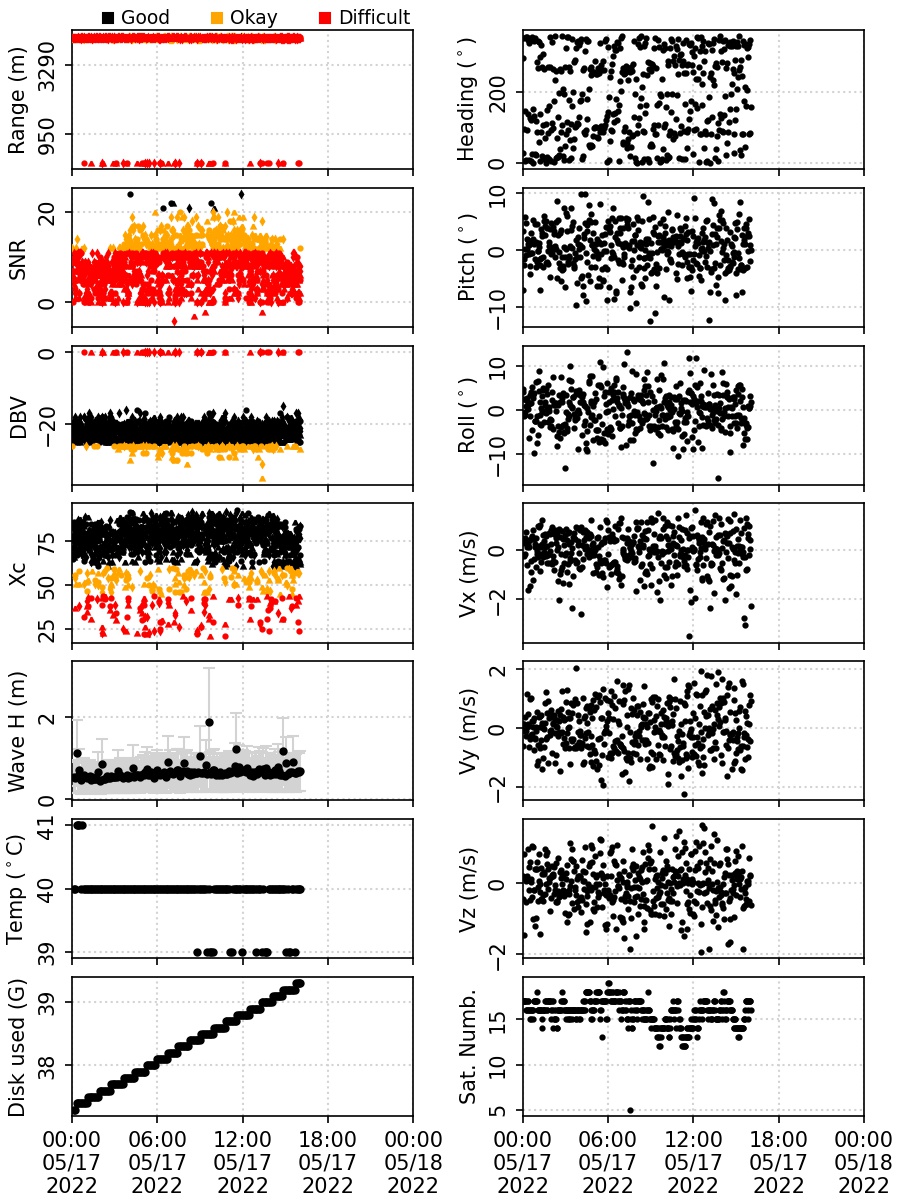 Good Okay Difficult
Range (m)
3290
950
Heading (°)
200
0
SNR
20
0
Pitch (°)
10
0
−10
DBV
0
−20
Roll (°)
10
0
−10
Xc
75
50
25
Vx (m/s)
0
−2
Wave H (m)
2
0
Vy (m/s)
2
0
−2
Temp (°C)
41
40
39
Vz (m/s)
0
−2
Disk used (G)
39
38
Sat. Numb.
15
10
5
00:00 06:00 12:00 18:00 00:00
05/17 05/17 05/17 05/17 05/18
2022 2022 2022 2022 2022
00:00 06:00 12:00 18:00 00:00
05/17 05/17 05/17 05/17 05/18
2022 2022 2022 2022 2022